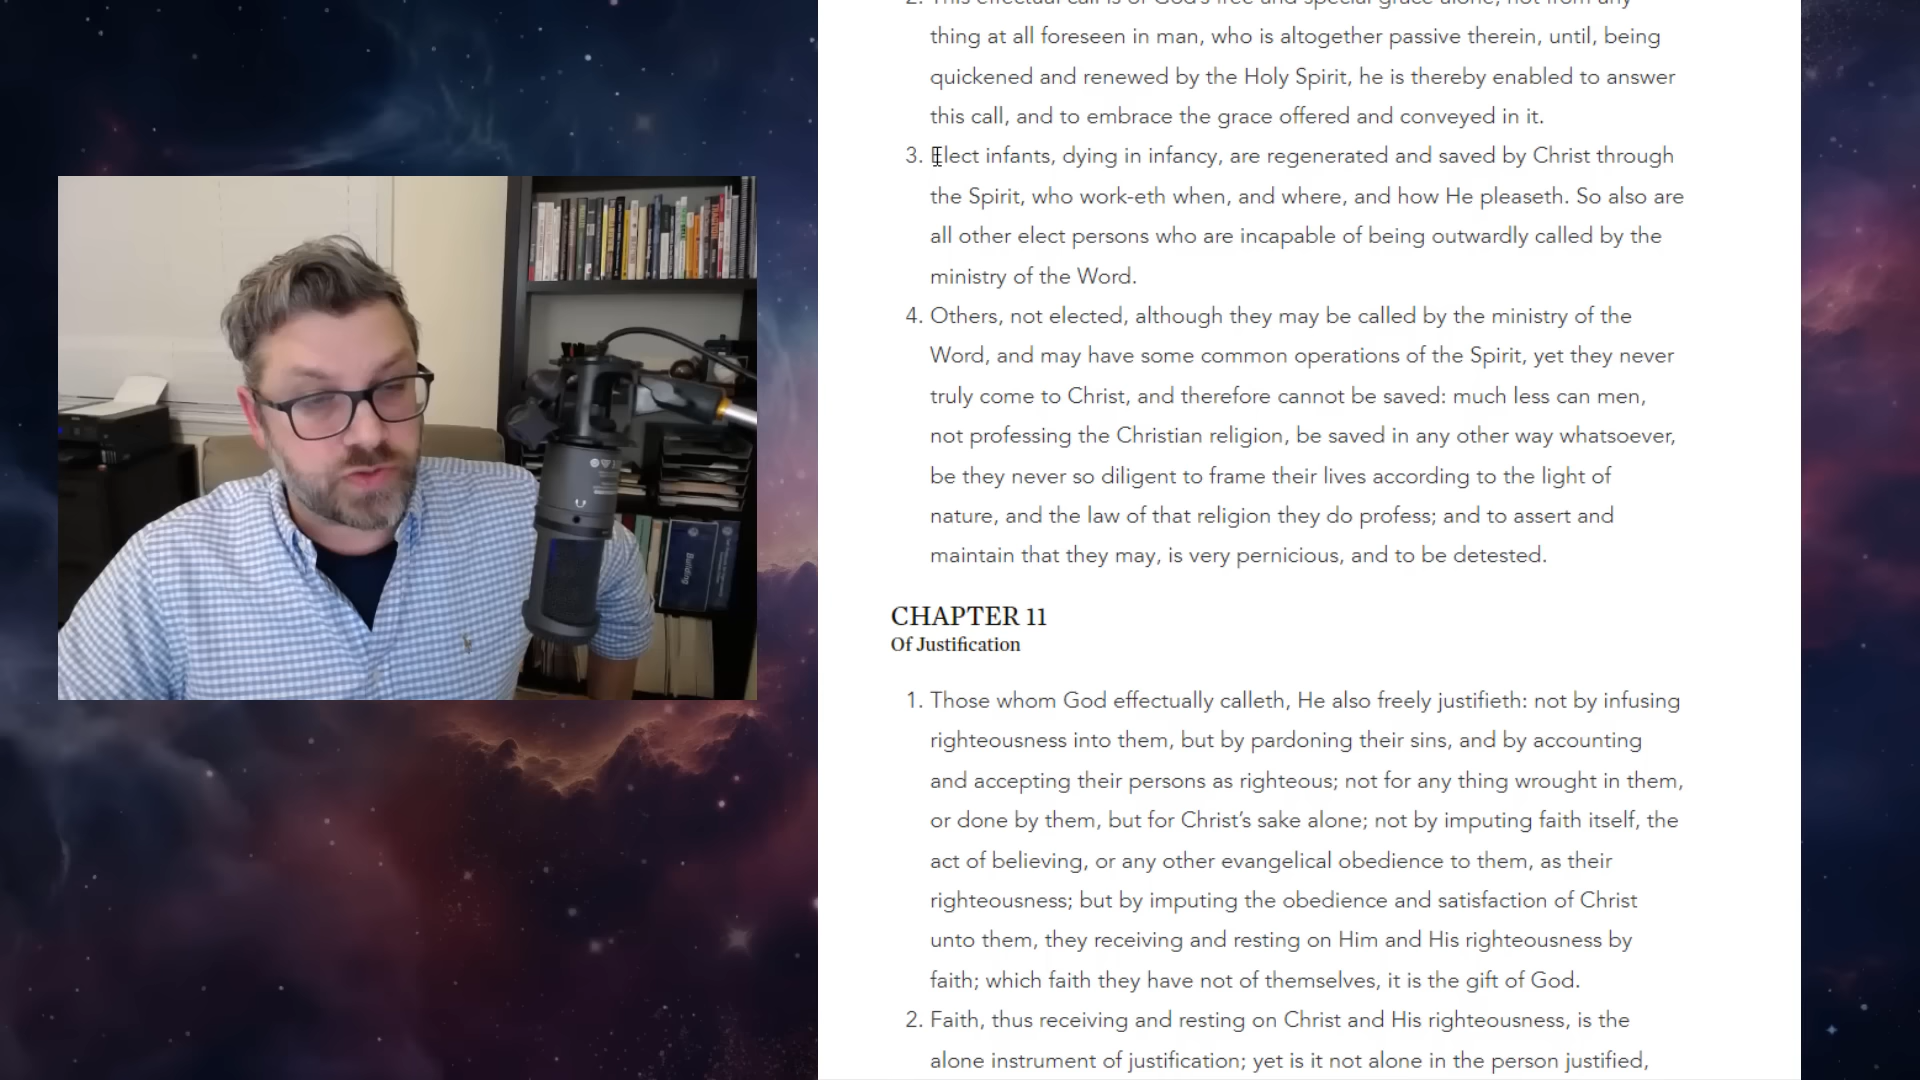 2. This effectual call is of God's free and special grace alone, not from any
thing at all foreseen in man, who is altogether passive therein, until, being
quickened and renewed by the Holy Spirit, he is thereby enabled to answer
this call, and to embrace the grace offered and conveyed in it.
3. Elect infants, dying in infancy, are regenerated and saved by Christ through
the Spirit, who work-eth when, and where, and how He pleaseth. So also are
all other elect persons who are incapable of being outwardly called by the
ministry of the Word.
4. Others, not elected, although they may be called by the ministry of the
Word, and may have some common operations of the Spirit, yet they never
truly come to Christ, and therefore cannot be saved: much less can men,
not professing the Christian religion, be saved in any other way whatsoever,
be they never so diligent to frame their lives according to the light of
nature, and the law of that religion they do profess; and to assert and
maintain that they may, is very pernicious, and to be detested.
CHAPTER 11
Of Justification
1. Those whom God effectually calleth, He also freely justifieth: not by infusing
righteousness into them, but by pardoning their sins, and by accounting
and accepting their persons as righteous; not for any thing wrought in them,
or done by them, but for Christ's sake alone; not by imputing faith itself, the
act of believing, or any other evangelical obedience to them, as their
righteousness; but by imputing the obedience and satisfaction of Christ
unto them, they receiving and resting on Him and His righteousness by
faith; which faith they have not of themselves, it is the gift of God.
2. Faith, thus receiving and resting on Christ and His righteousness, is the
alone instrument of justification; yet is it not alone in the person justified,
Building